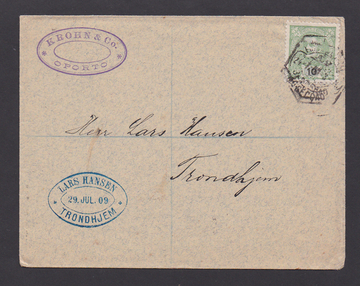 KROHN & Co.
OPORTO
10
Herr Lars Hansen
Trondhjem
LARS HANSEN
29. JUL. 09
TRONDHJEM